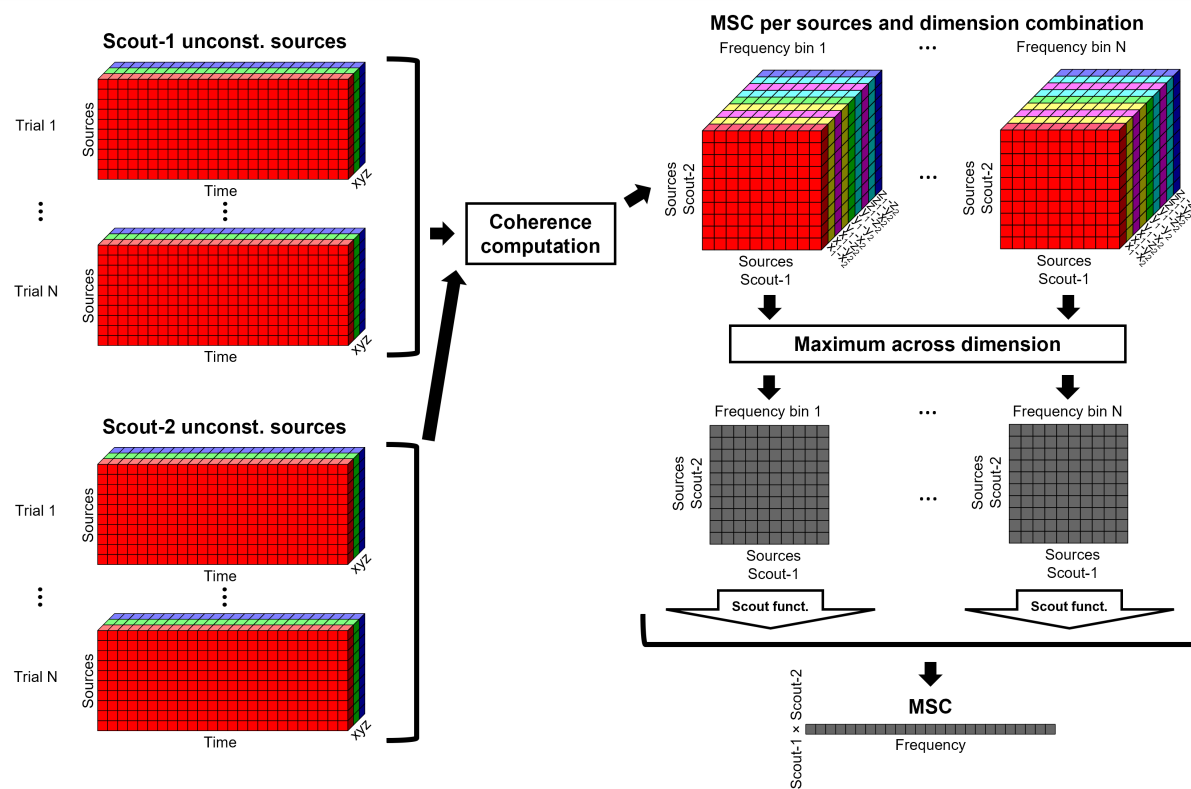 Scout-1 unconst. sources
Trial 1
Sources
Time
xyz
Trial N
Sources
Time
xyz
Scout-2 unconst. sources
Trial 1
Sources
Time
xyz
Trial N
Sources
Time
xyz
Coherence
computation
MSC per sources and dimension combination
Frequency bin 1
...
Frequency bin N
Sources
Scout-2
...
Sources
Scout-2
Sources
Scout-1
Sources
Scout-1
Maximum across dimension
Frequency bin 1
...
Frequency bin N
Sources
Scout-2
...
Sources
Scout-2
Sources
Scout-1
Sources
Scout-1
Scout funct.
Scout funct.
MSC
Scout-1 × Scout-2
Frequency